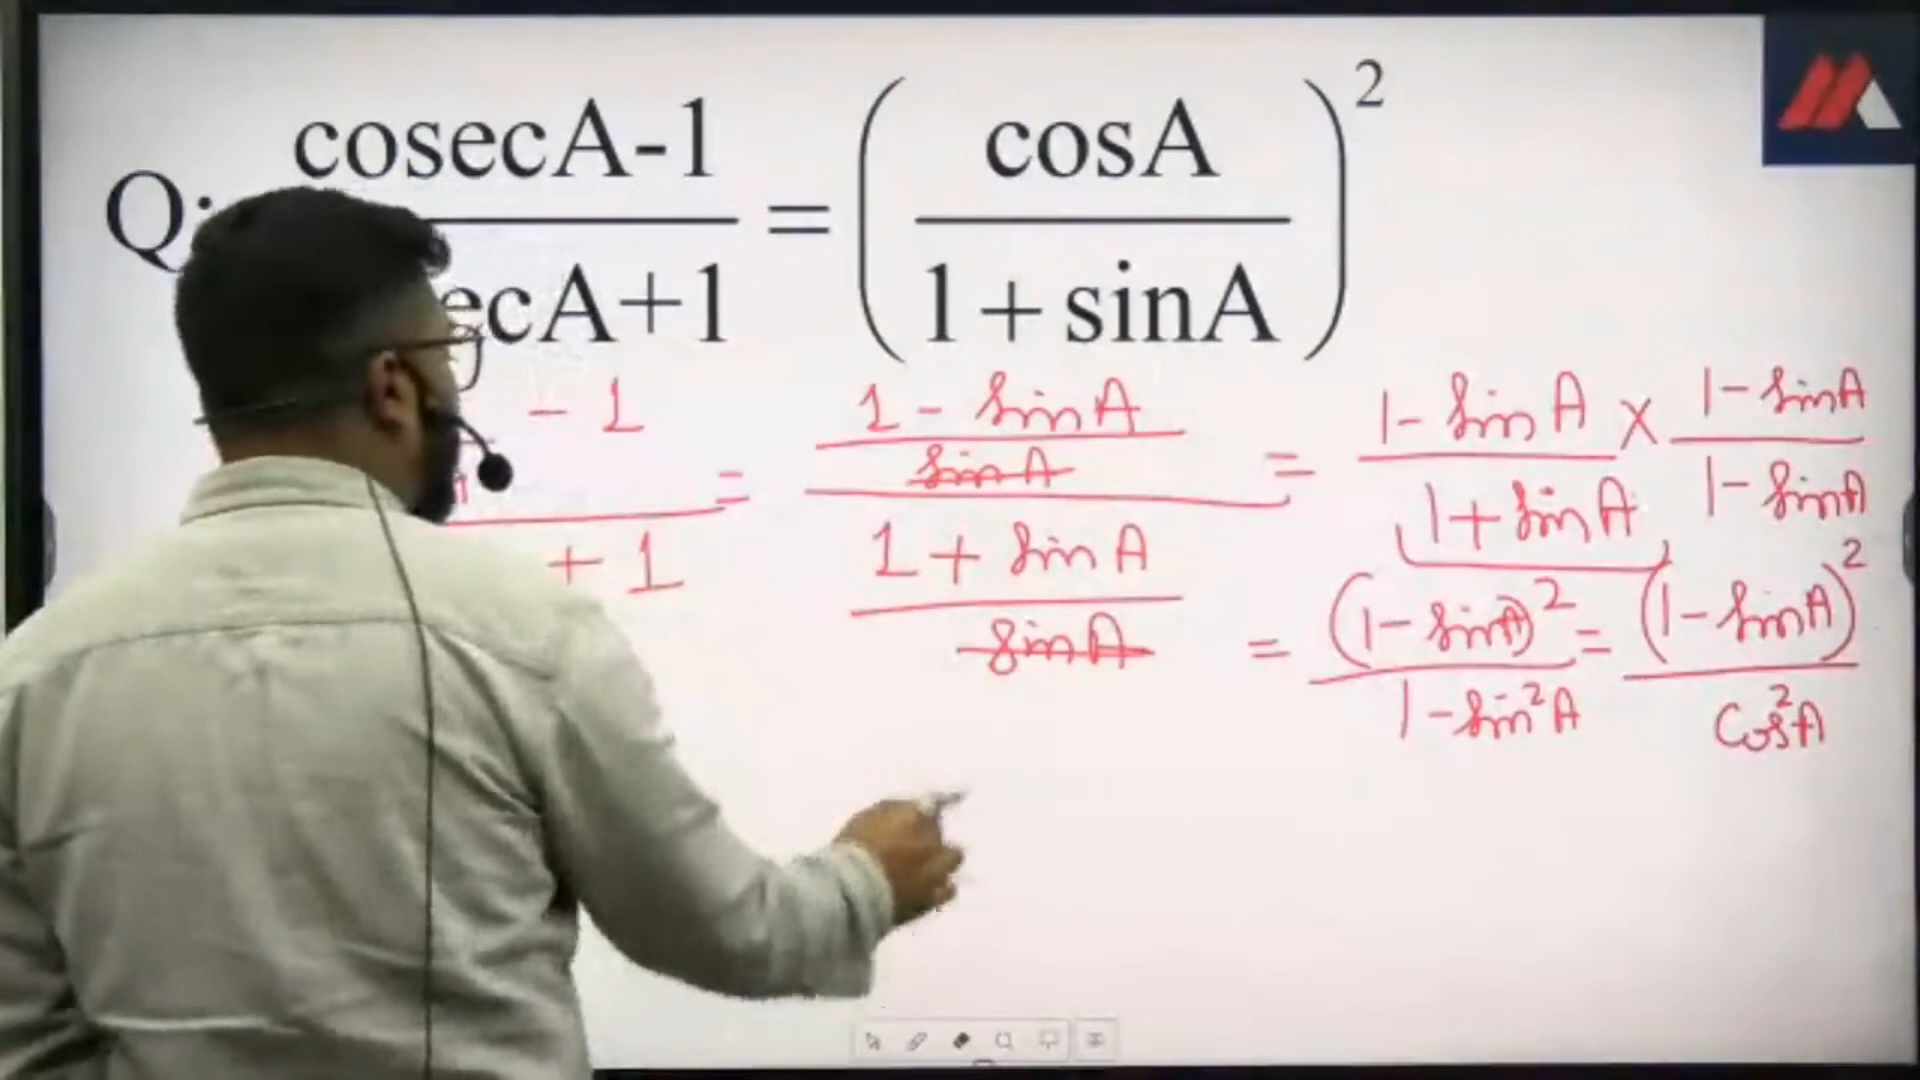 Q: cosecA-1 / ecA+1 = ( cosA / 1+sinA )²
- 1 / + 1 = 1 - sinA / sinA / 1 + sinA / sinA = 1 - sinA / 1 + sinA × 1 - sinA / 1 - sinA
= (1 - sinA)² / 1 - sin²A = (1 - sinA)² / cos²A